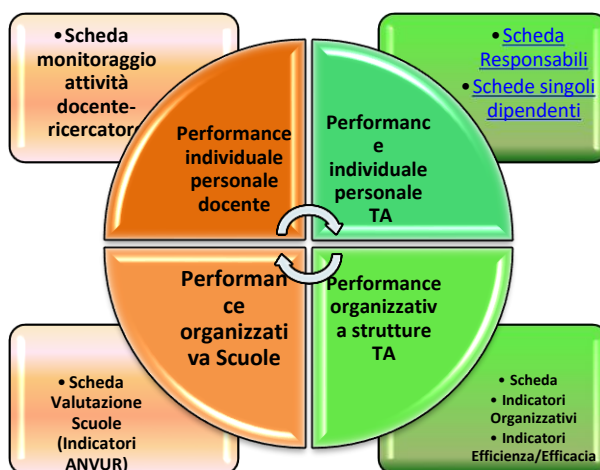 • Scheda
monitoraggio
attività
docente-
ricercatore
• Scheda
Responsabili
• Schede singoli
dipendenti
Performance
individuale
personale
docente
Performanc
e
individuale
personale
TA
Performan
ce
organizzati
va Scuole
Performance
organizzativ
a strutture
TA
• Scheda
Valutazione
Scuole
(Indicatori
ANVUR)
• Scheda
• Indicatori
Organizzativi
• Indicatori
Efficienza/Efficacia